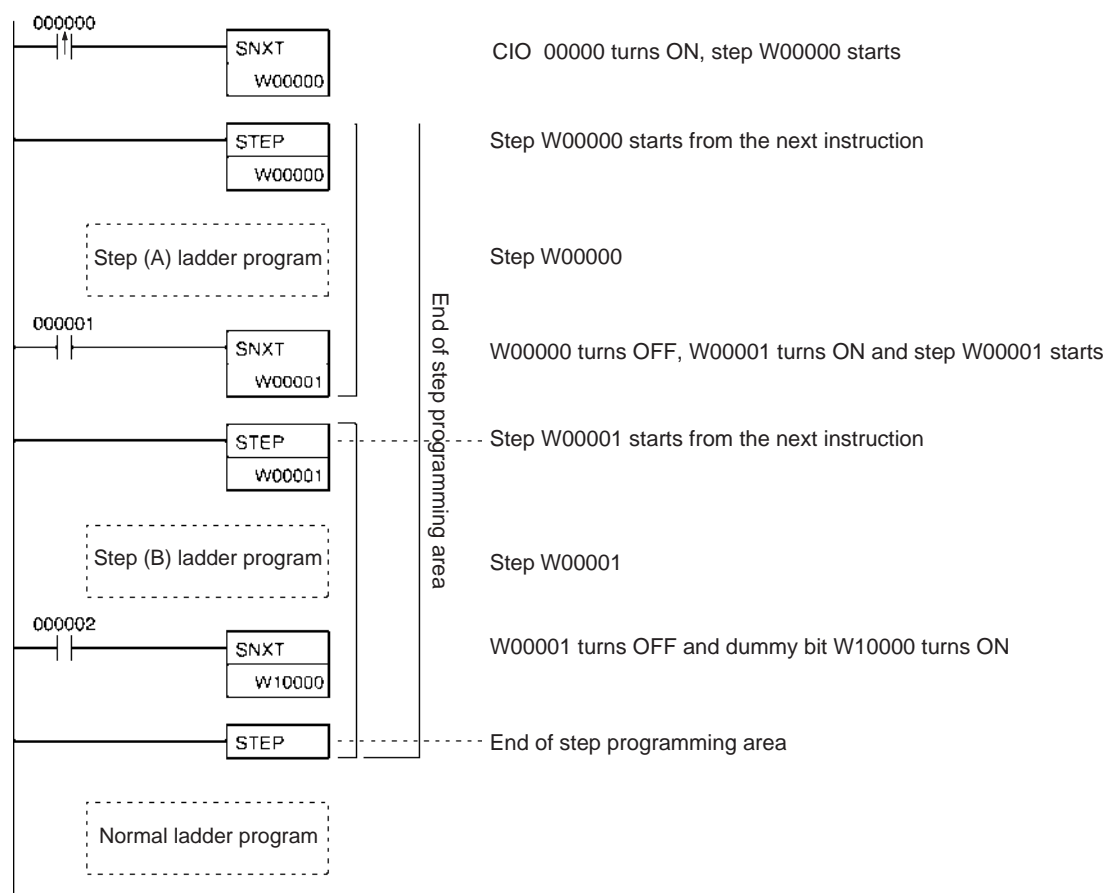 000000
SNXT
W00000
CIO 00000 turns ON, step W00000 starts
STEP
W00000
Step W00000 starts from the next instruction
Step (A) ladder program
Step W00000
End of step programming area
000001
SNXT
W00001
W00000 turns OFF, W00001 turns ON and step W00001 starts
STEP
W00001
Step W00001 starts from the next instruction
Step (B) ladder program
Step W00001
000002
SNXT
W10000
W00001 turns OFF and dummy bit W10000 turns ON
STEP
End of step programming area
Normal ladder program